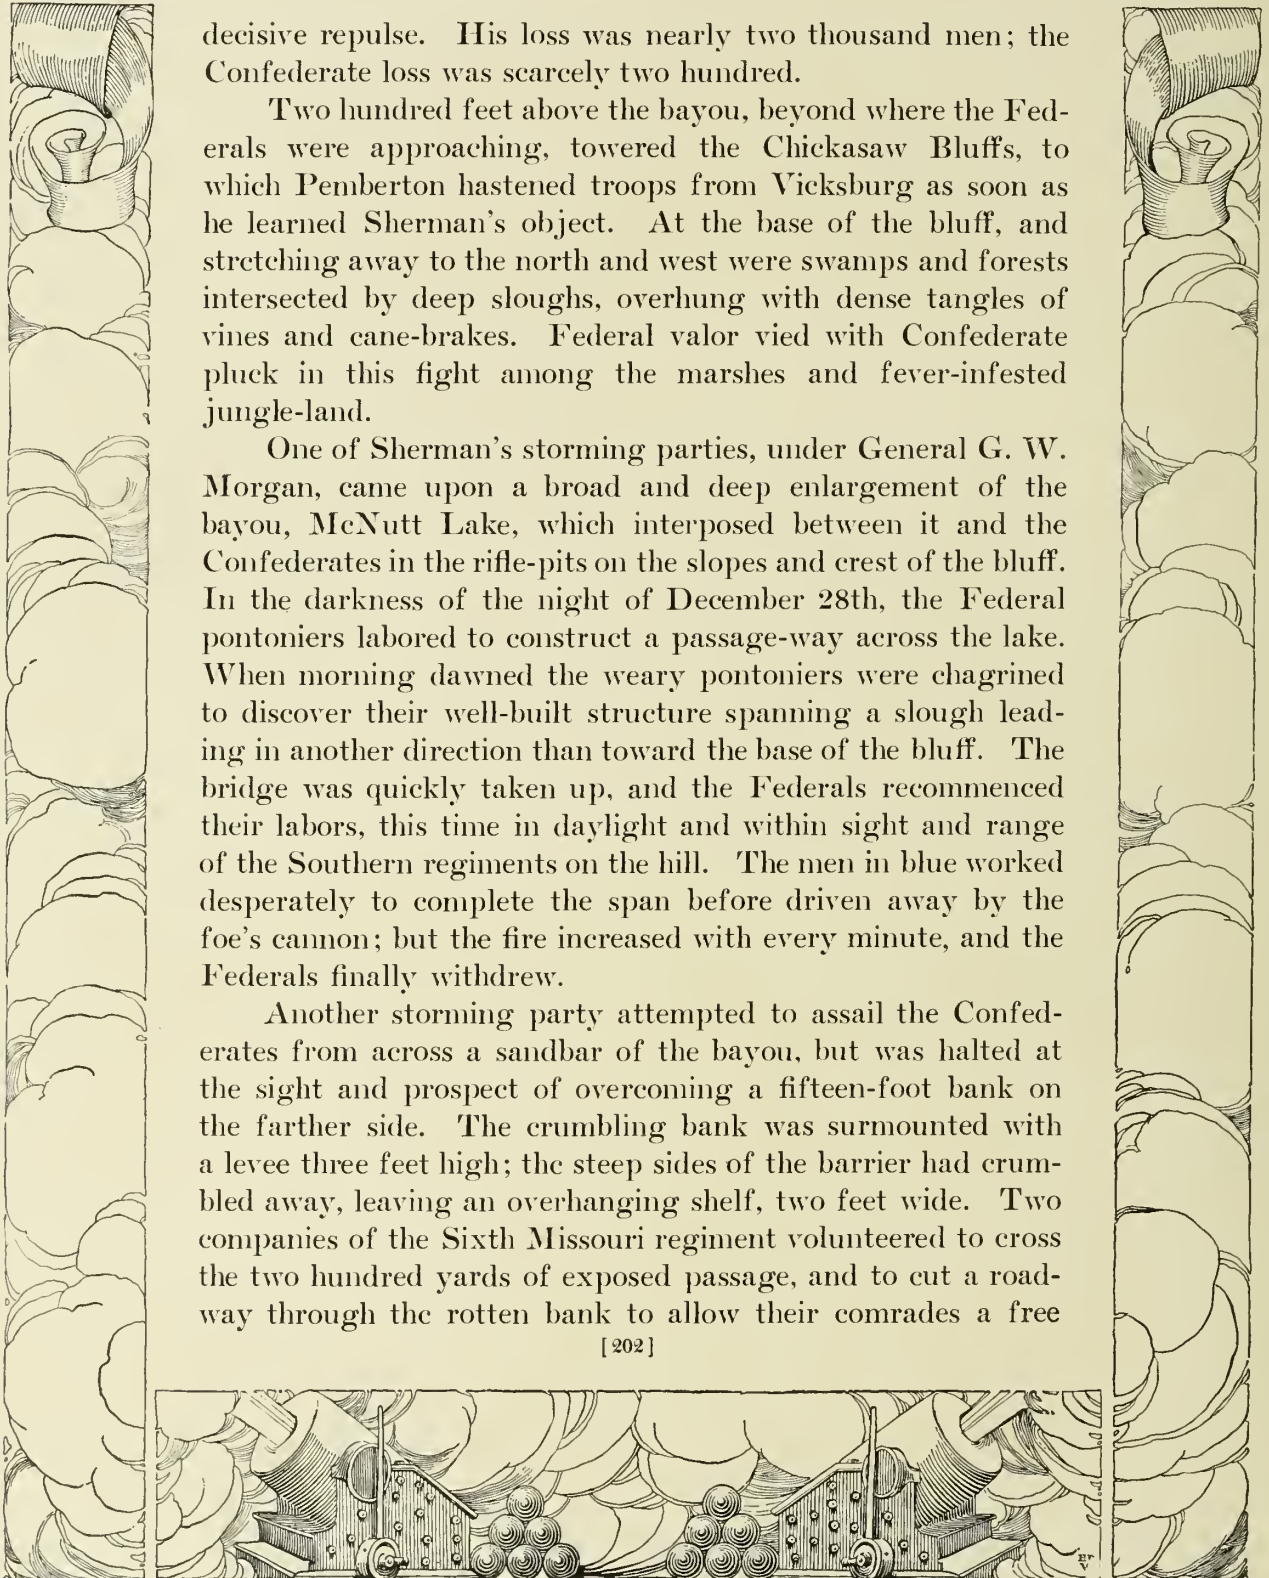 decisive repulse. His loss was nearly two thousand men; the
Confederate loss was scarcely two hundred.
Two hundred feet above the bayou, beyond where the Fed-
erals were approaching, towered the Chickasaw Bluffs, to
which Pemberton hastened troops from Vicksburg as soon as
he learned Sherman's object. At the base of the bluff, and
stretching away to the north and west were swamps and forests
intersected by deep sloughs, overhung with dense tangles of
vines and cane-brakes. Federal valor vied with Confederate
pluck in this fight among the marshes and fever-infested
jungle-land.
One of Sherman's storming parties, under General G. W.
Morgan, came upon a broad and deep enlargement of the
bayou, McNutt Lake, which interposed between it and the
Confederates in the rifle-pits on the slopes and crest of the bluff.
In the darkness of the night of December 28th, the Federal
pontoniers labored to construct a passage-way across the lake.
When morning dawned the weary pontoniers were chagrined
to discover their well-built structure spanning a slough lead-
ing in another direction than toward the base of the bluff. The
bridge was quickly taken up, and the Federals recommenced
their labors, this time in daylight and within sight and range
of the Southern regiments on the hill. The men in blue worked
desperately to complete the span before driven away by the
foe's cannon; but the fire increased with every minute, and the
Federals finally withdrew.
Another storming party attempted to assail the Confed-
erates from across a sandbar of the bayou, but was halted at
the sight and prospect of overcoming a fifteen-foot bank on
the farther side. The crumbling bank was surmounted with
a levee three feet high; the steep sides of the barrier had crum-
bled away, leaving an overhanging shelf, two feet wide. Two
companies of the Sixth Missouri regiment volunteered to cross
the two hundred yards of exposed passage, and to cut a road-
way through the rotten bank to allow their comrades a free
[202]